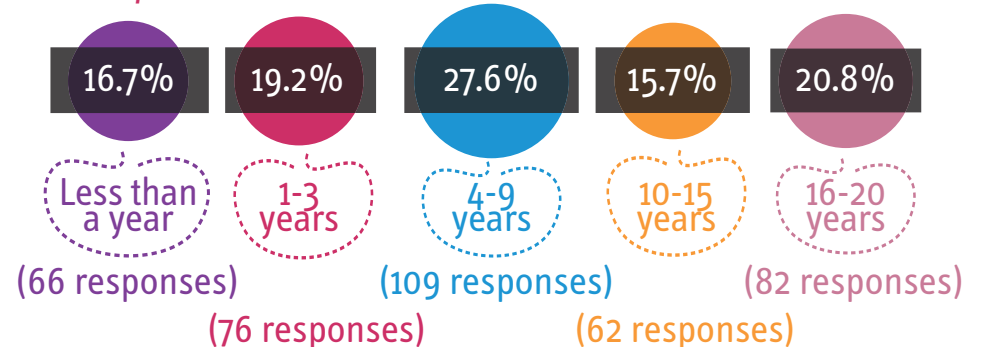 16.7%
19.2%
27.6%
15.7%
20.8%
Less than
a year
1-3
years
4-9
years
10-15
years
16-20
years
(66 responses)
(76 responses)
(109 responses)
(62 responses)
(82 responses)